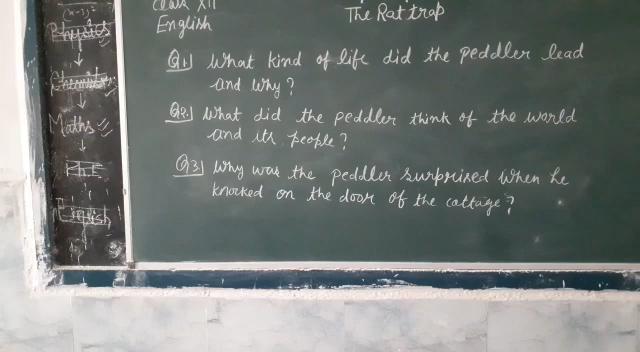 Class XII
The Rattrap
English
Q1) What kind of life did the peddler lead
and why?
Q2.) What did the peddler think of the world
and its people?
Q3) Why was the peddler surprised when he
knocked on the door of the cottage?
Physics
Chemistry
Maths
English